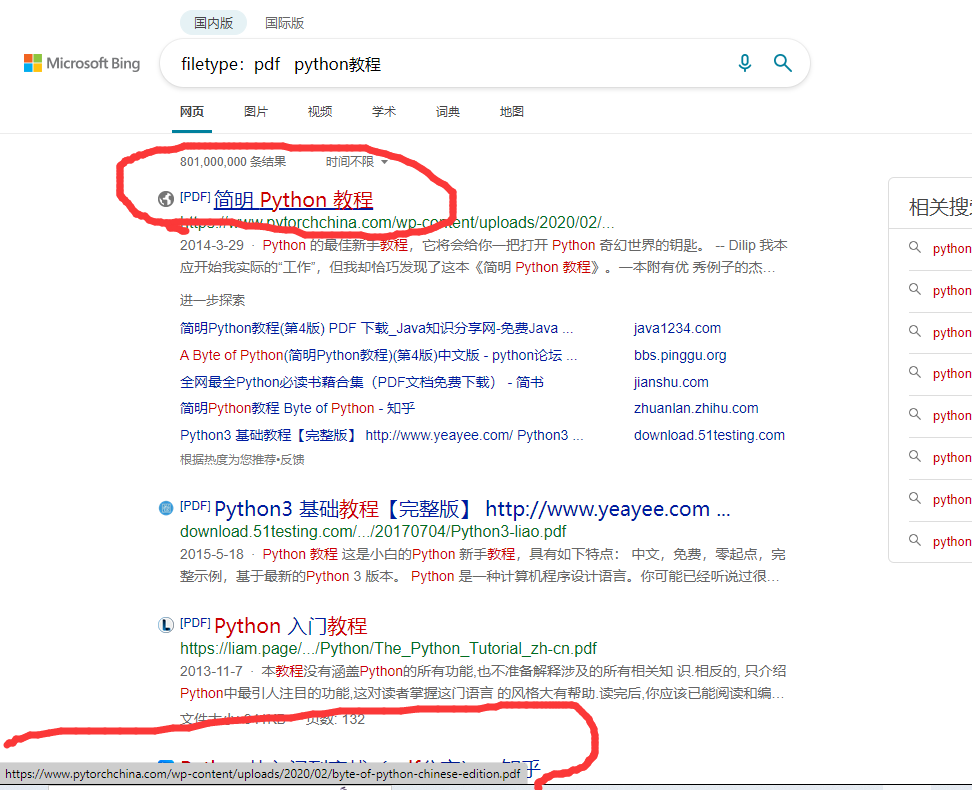 国内版 国际版
Microsoft Bing
filetype：pdf python教程
网页 图片 视频 学术 词典 地图
801,000,000 条结果 时间不限
[PDF] 简明 Python 教程
https://www.pytorchchina.com/wp-content/uploads/2020/02/...
2014-3-29 · Python 的最佳新手教程，它将会给你一把打开 Python 奇幻世界的钥匙。 -- Dilip 我本
应开始我实际的“工作”，但我却恰巧发现了这本《简明 Python 教程》。一本附有优 秀例子的杰…
进一步探索
简明Python教程(第4版) PDF 下载_Java知识分享网-免费Java ... java1234.com
A Byte of Python(简明Python教程)(第4版)中文版 - python论坛 ... bbs.pinggu.org
全网最全Python必读书籍合集（PDF文档免费下载） - 简书 jianshu.com
简明Python教程 Byte of Python - 知乎 zhuanlan.zhihu.com
Python3 基础教程【完整版】 http://www.yeayee.com/ Python3 ... download.51testing.com
根据热度为您推荐•反馈
[PDF] Python3 基础教程【完整版】 http://www.yeayee.com ...
download.51testing.com/.../20170704/Python3-liao.pdf
2015-5-18 · Python 教程 这是小白的Python 新手教程，具有如下特点： 中文，免费，零起点，完
整示例，基于最新的Python 3 版本。 Python 是一种计算机程序设计语言。你可能已经听说过很…
[PDF] Python 入门教程
https://liam.page/.../Python/The_Python_Tutorial_zh-cn.pdf
2013-11-7 · 本教程没有涵盖Python的所有功能,也不准备解释涉及的所有相关知 识.相反的, 只介绍
Python中最引人注目的功能,这对读者掌握这门语言 的风格大有帮助.读完后,你应该已能阅读和编…
文件大小: 944KB 页数: 132
知乎
https://www.pytorchchina.com/wp-content/uploads/2020/02/byte-of-python-chinese-edition.pdf
相关搜索
python
python
python
python
python
python
python
python